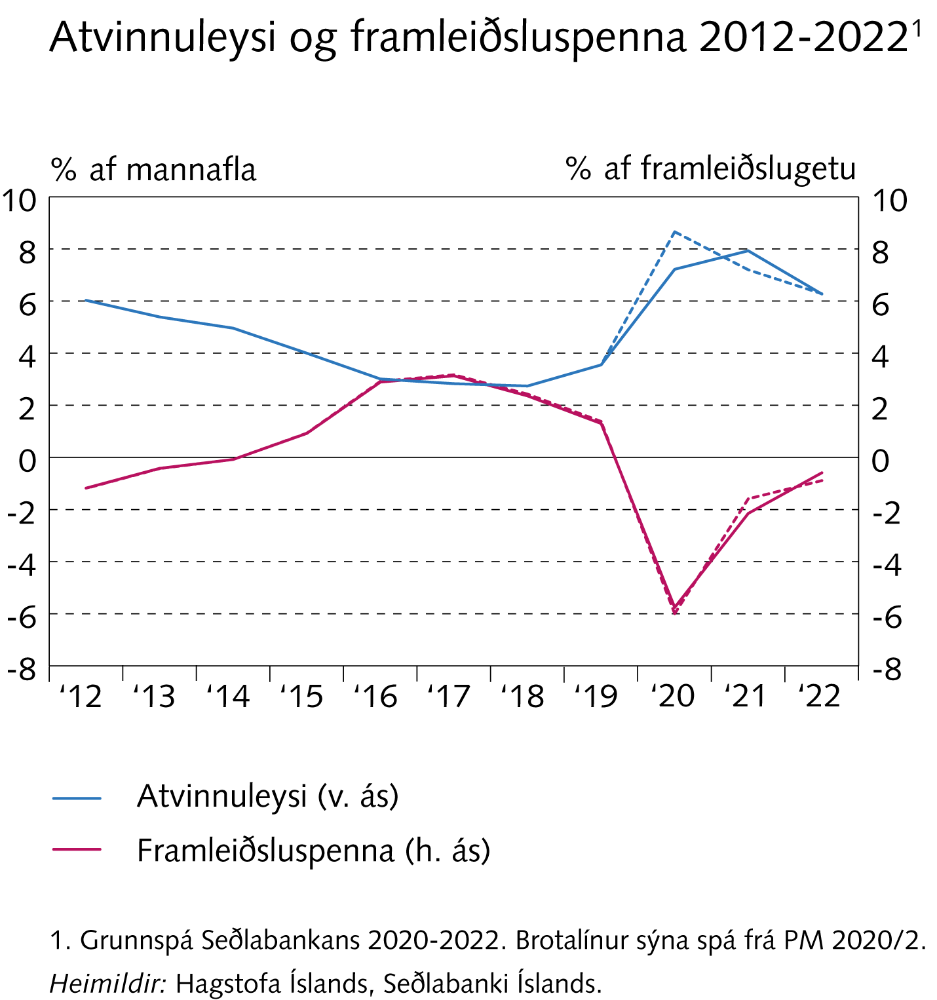 Atvinnuleysi og framleiðsluspenna 2012-2022¹
% af mannafla % af framleiðslugetu
10 10
8 8
6 6
4 4
2 2
0 0
-2 -2
-4 -4
-6 -6
-8 -8
‘12 ‘13 ‘14 ‘15 ‘16 ‘17 ‘18 ‘19 ‘20 ‘21 ‘22
Atvinnuleysi (v. ás)
Framleiðsluspenna (h. ás)
1. Grunnspá Seðlabankans 2020-2022. Brotalínur sýna spá frá PM 2020/2.
Heimildir: Hagstofa Íslands, Seðlabanki Íslands.